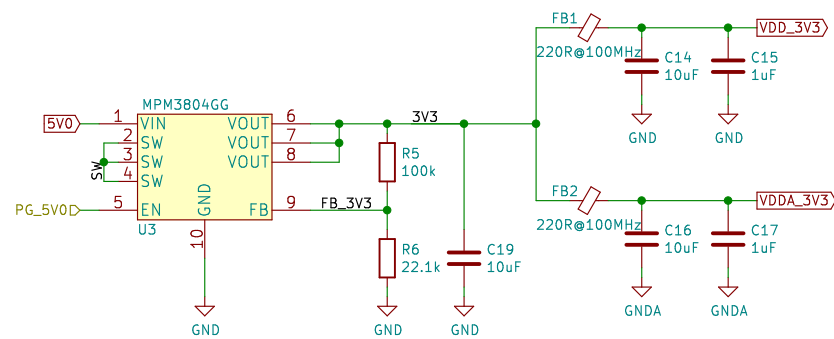 FB1
220R@100MHz
VDD_3V3
C14
10uF
C15
1uF
GND
GND
MPM3804GG
5V0
1
VIN
2
SW
3
SW
4
SW
SW
PG_5V0
5
EN
GND
10
U3
VOUT
6
VOUT
7
VOUT
8
FB
9
3V3
FB_3V3
R5
100k
R6
22.1k
C19
10uF
GND
GND
GND
FB2
220R@100MHz
VDDA_3V3
C16
10uF
C17
1uF
GNDA
GNDA